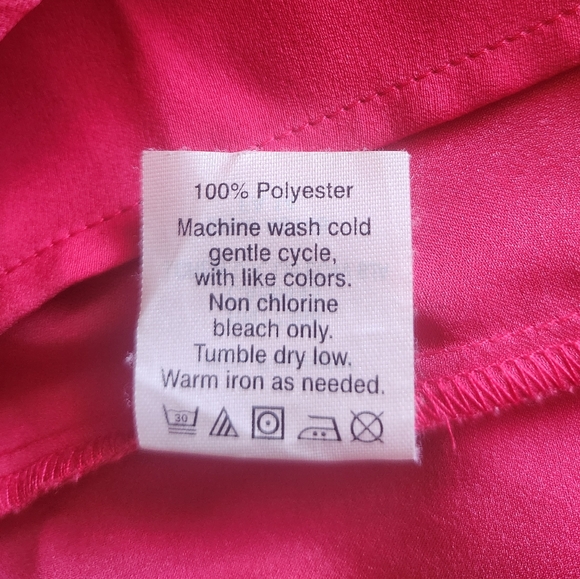 100% Polyester
Machine wash cold
gentle cycle,
with like colors.
Non chlorine
bleach only.
Tumble dry low.
Warm iron as needed.
30